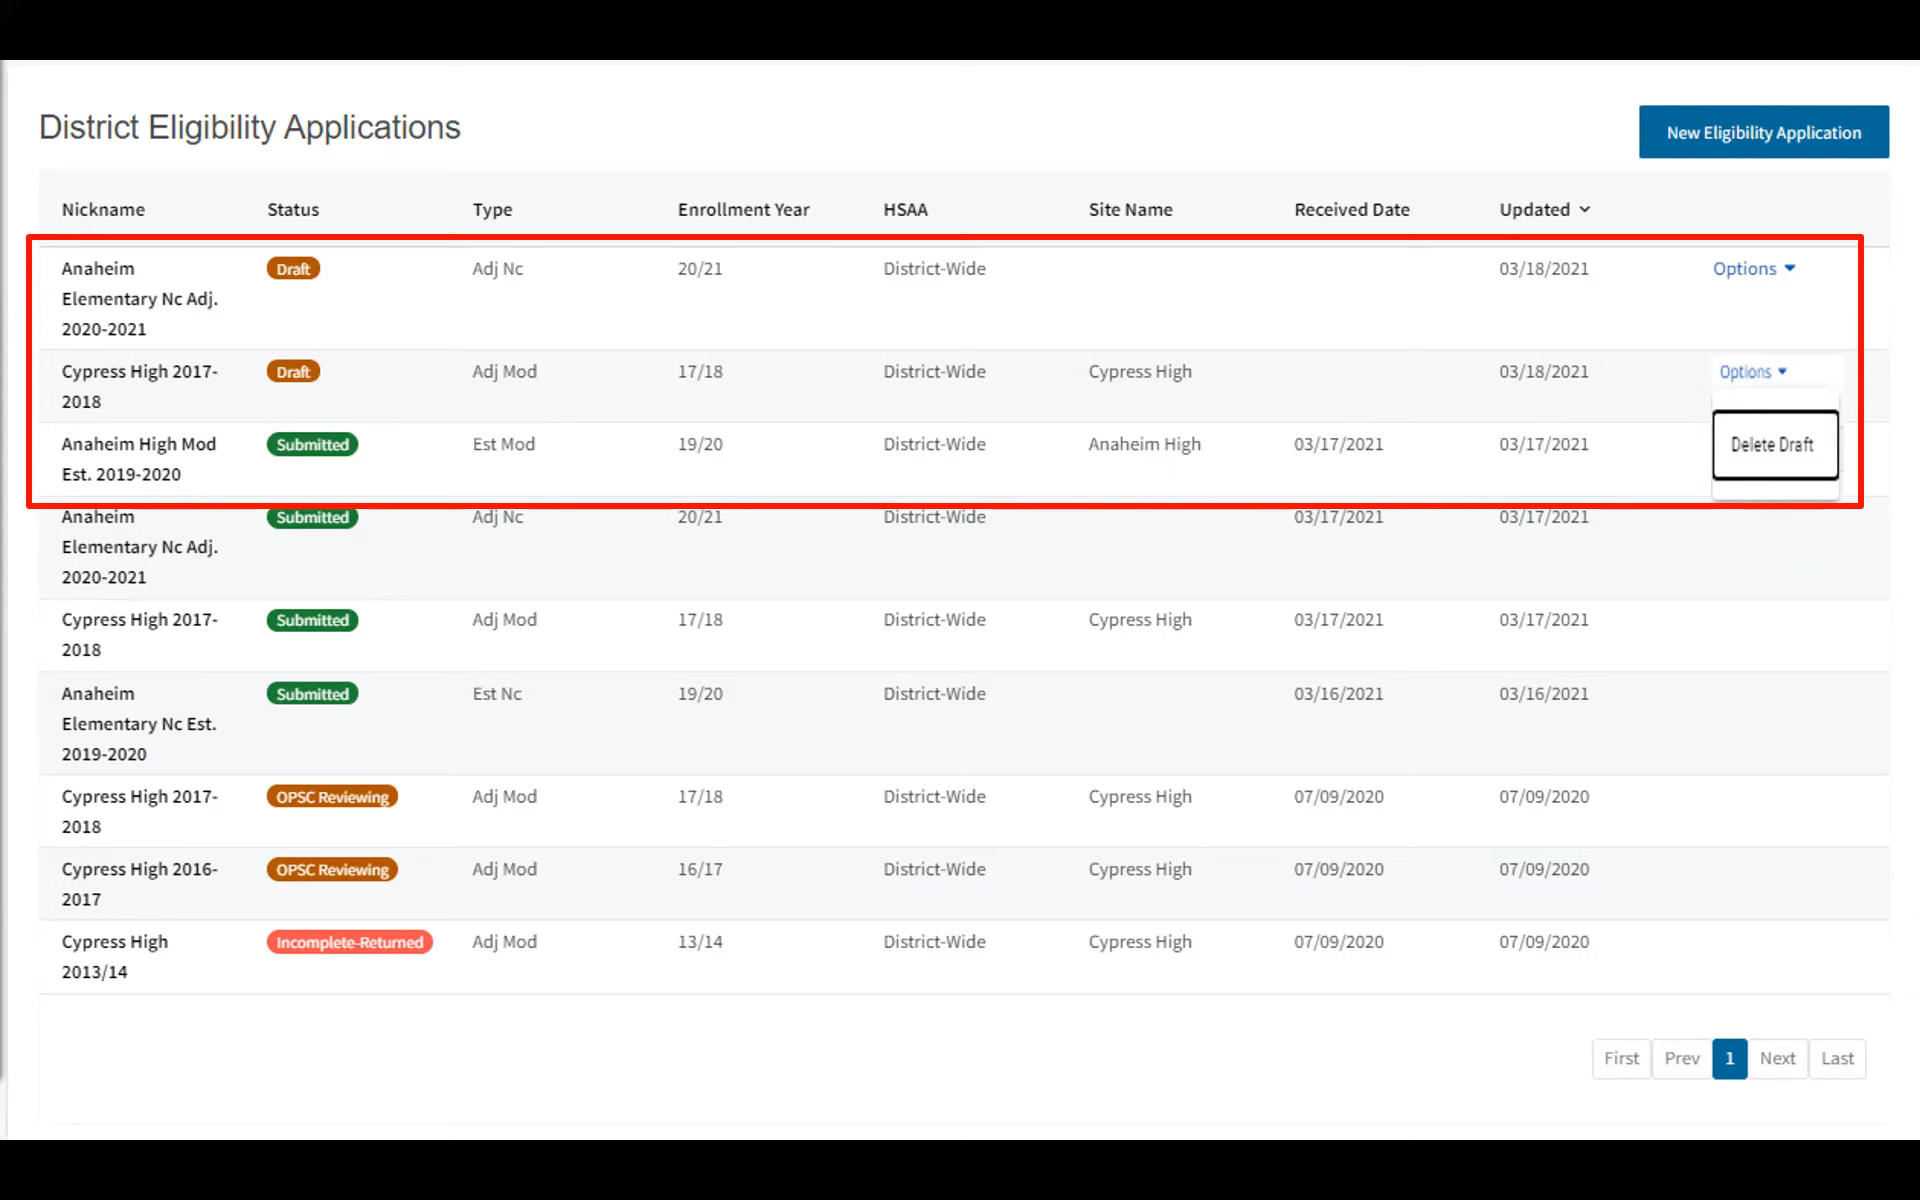 District Eligibility Applications
New Eligibility Application
Nickname Status Type Enrollment Year HSAA Site Name Received Date Updated
Anaheim Draft Adj Nc 20/21 District-Wide 03/18/2021 Options
Elementary Nc Adj.
2020-2021
Cypress High 2017- Draft Adj Mod 17/18 District-Wide Cypress High 03/18/2021 Options
2018
Anaheim High Mod Submitted Est Mod 19/20 District-Wide Anaheim High 03/17/2021 03/17/2021 Delete Draft
Est. 2019-2020
Anaheim Submitted Adj Nc 20/21 District-Wide 03/17/2021 03/17/2021
Elementary Nc Adj.
2020-2021
Cypress High 2017- Submitted Adj Mod 17/18 District-Wide Cypress High 03/17/2021 03/17/2021
2018
Anaheim Submitted Est Nc 19/20 District-Wide 03/16/2021 03/16/2021
Elementary Nc Est.
2019-2020
Cypress High 2017- OPSC Reviewing Adj Mod 17/18 District-Wide Cypress High 07/09/2020 07/09/2020
2018
Cypress High 2016- OPSC Reviewing Adj Mod 16/17 District-Wide Cypress High 07/09/2020 07/09/2020
2017
Cypress High Incomplete-Returned Adj Mod 13/14 District-Wide Cypress High 07/09/2020 07/09/2020
2013/14
First Prev 1 Next Last